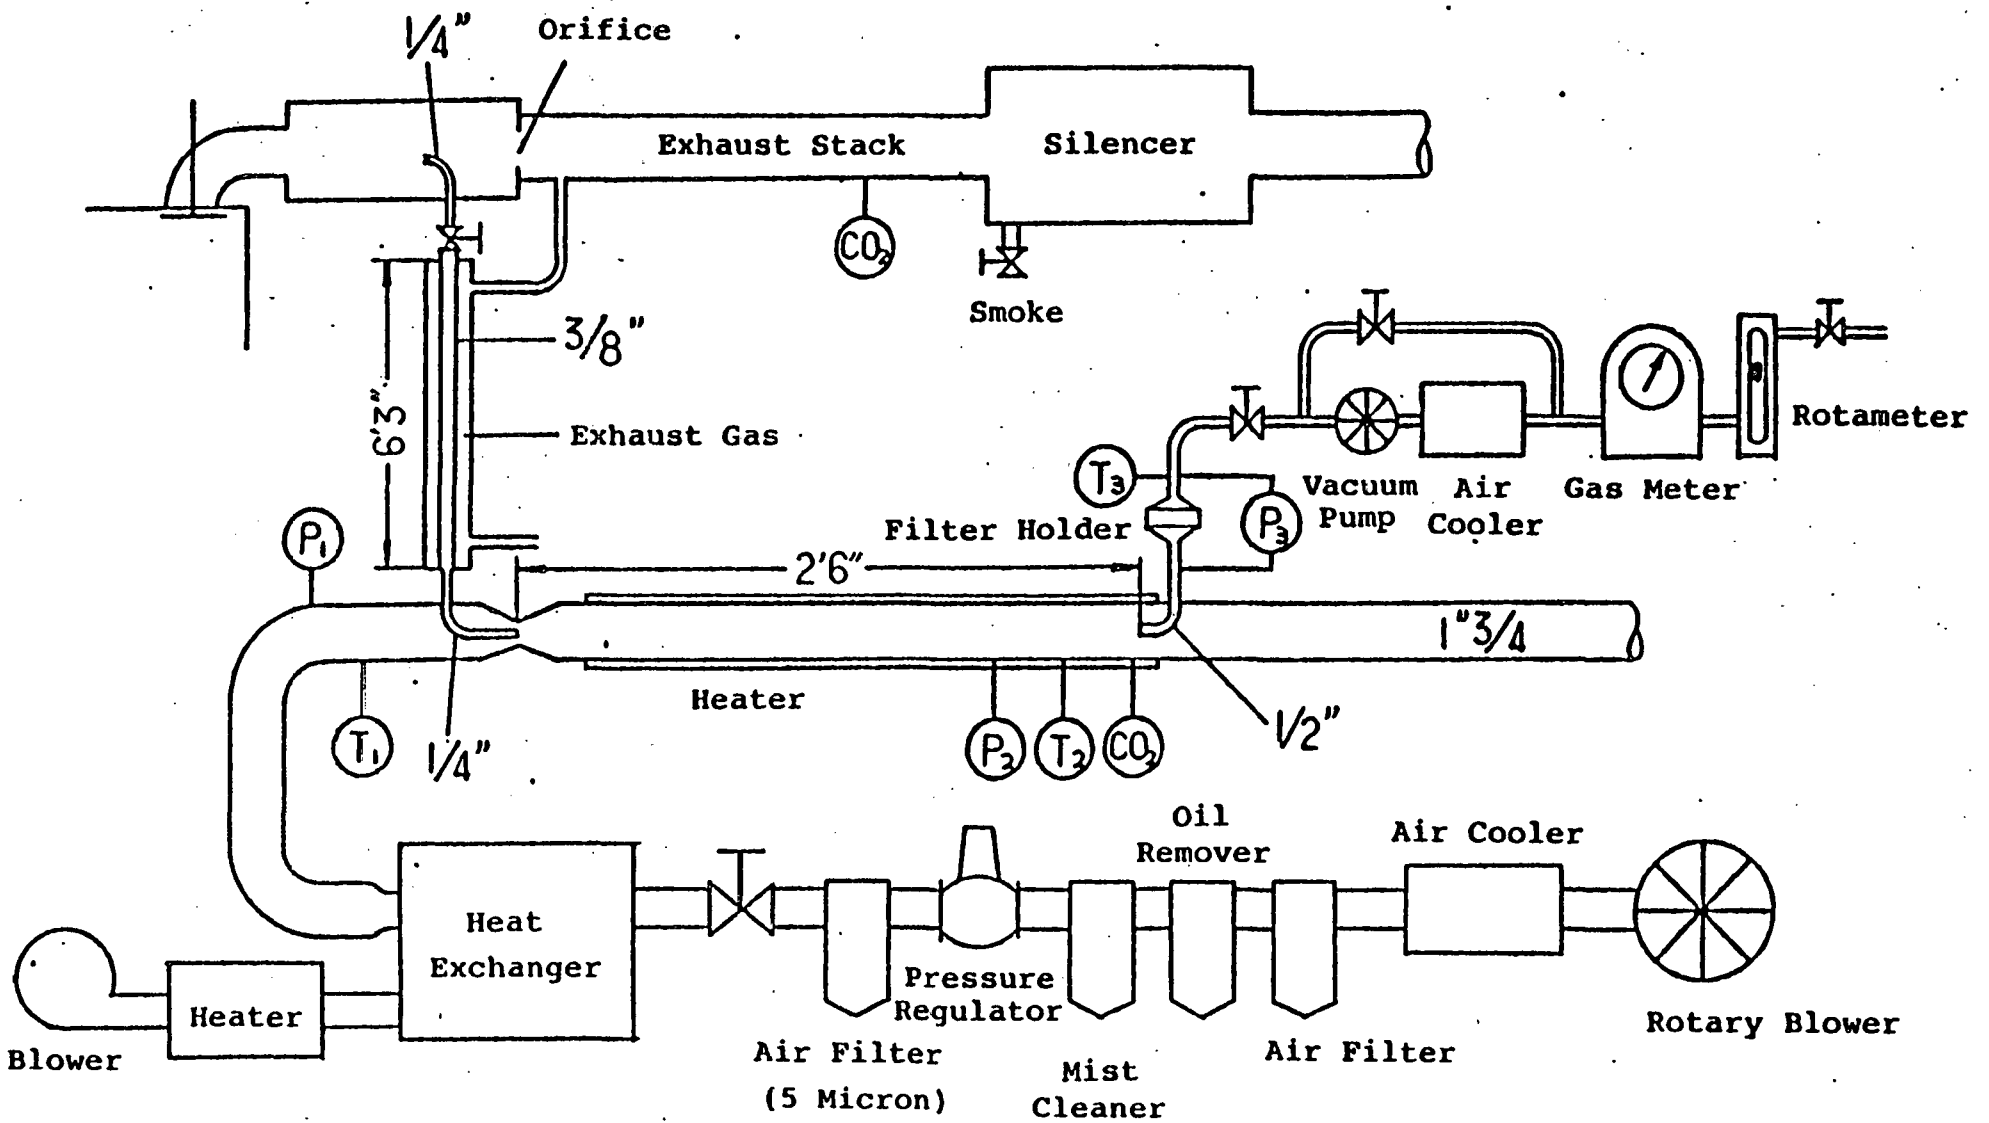 1/4"
Orifice
Exhaust Stack
Silencer
CO2
Smoke
3/8"
6'3"
Exhaust Gas
Rotameter
T3
Vacuum
Pump
Air
Cooler
Gas Meter
P1
Filter Holder
P3
2'6"
1"3/4
Heater
T1
1/4"
P2
T2
CO2
1/2"
Oil
Remover
Air Cooler
Heat
Exchanger
Pressure
Regulator
Heater
Blower
Air Filter
(5 Micron)
Mist
Cleaner
Air Filter
Rotary Blower